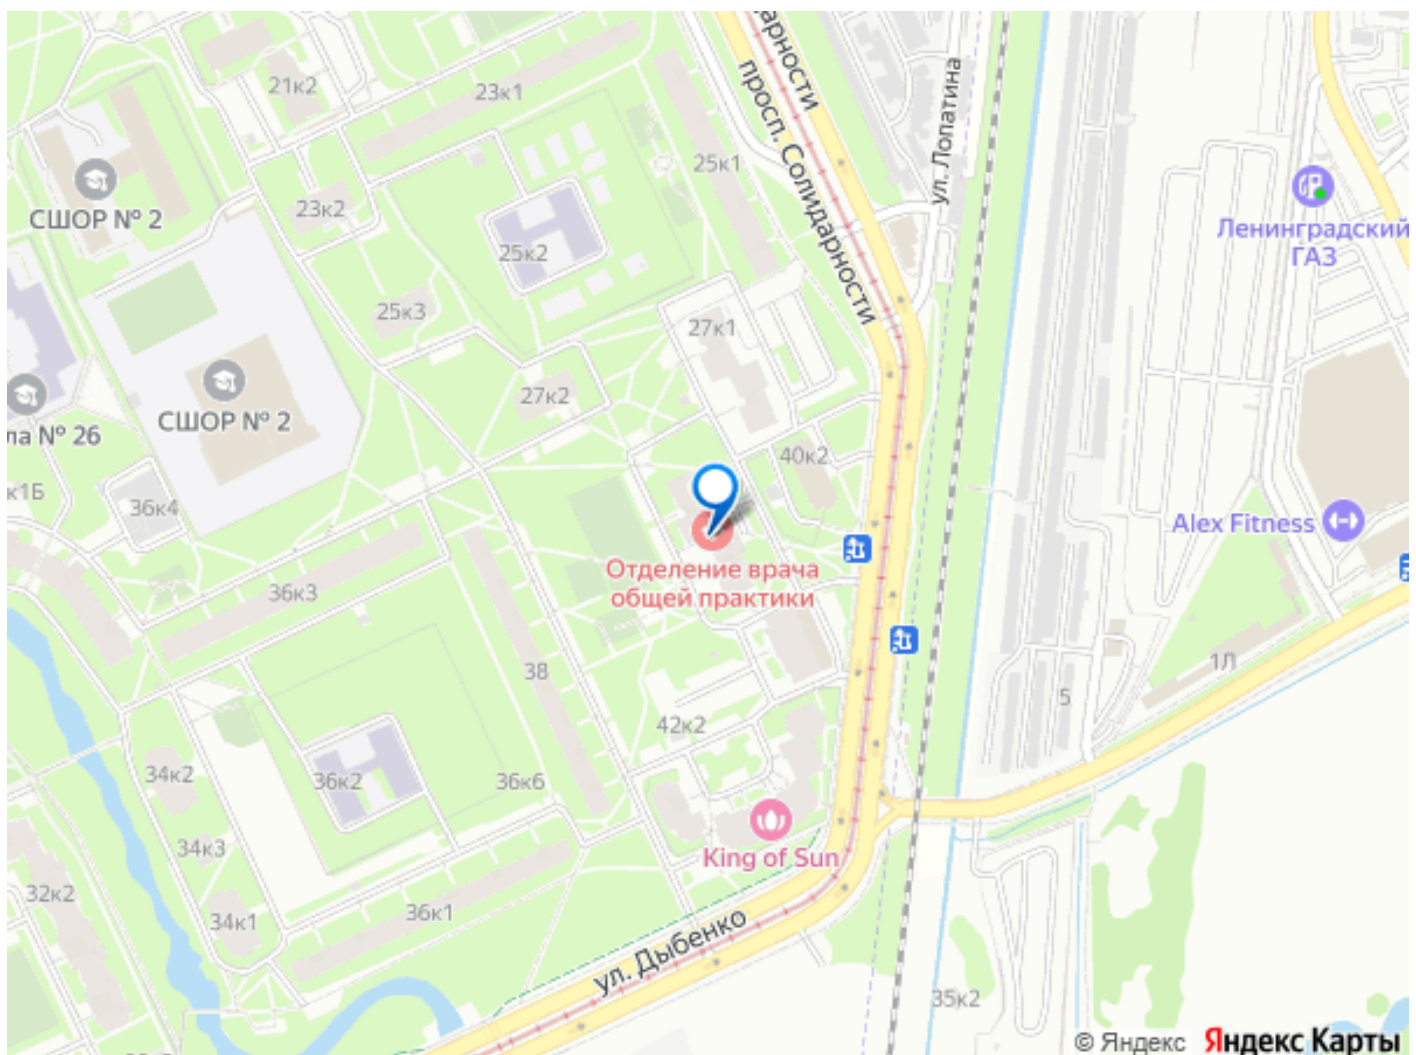 дарности
просп. Солидарности
ул. Лопатина
21к2
23к1
25к1
СШОР № 2
23к2
25к2
Ленинградский
ГАЗ
25к3
27к1
27к2
СШОР № 2
ла № 26
40к2
к1Б
36к4
Alex Fitness
Отделение врача
общей практики
36к3
38
1Л
5
42к2
34к2
36к2
36к6
34к3
King of Sun
32к2
34к1
36к1
ул. Дыбенко
35к2
© Яндекс Яндекс Карты